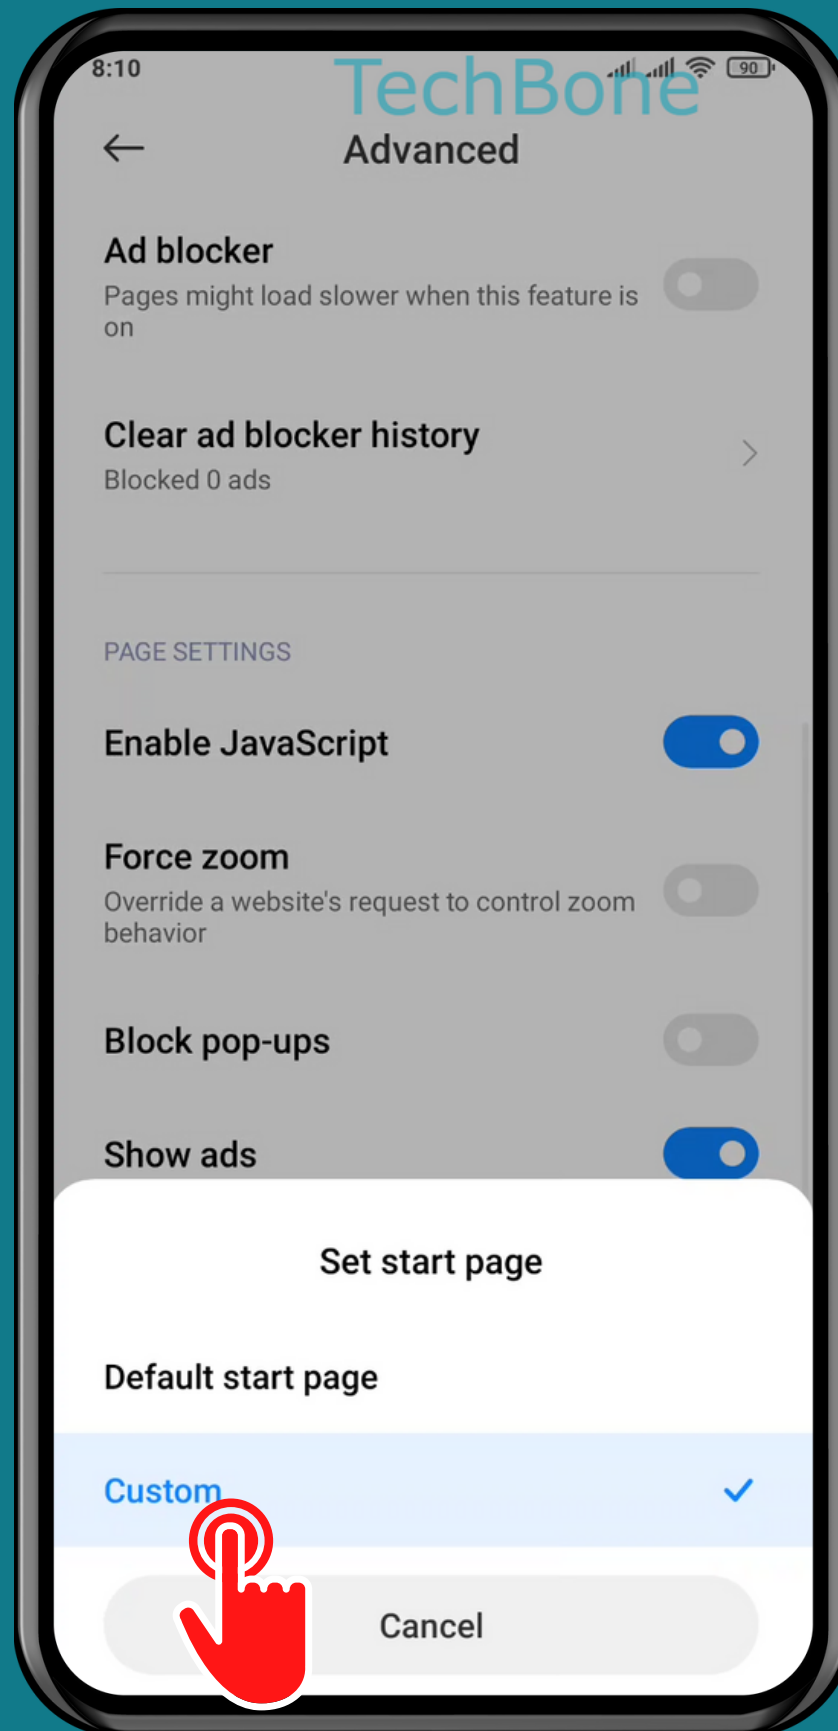 8:10
TechBone
90
Advanced
Ad blocker
Pages might load slower when this feature is
on
Clear ad blocker history
Blocked 0 ads
PAGE SETTINGS
Enable JavaScript
Force zoom
Override a website's request to control zoom
behavior
Block pop-ups
Show ads
Set start page
Default start page
Custom
Cancel